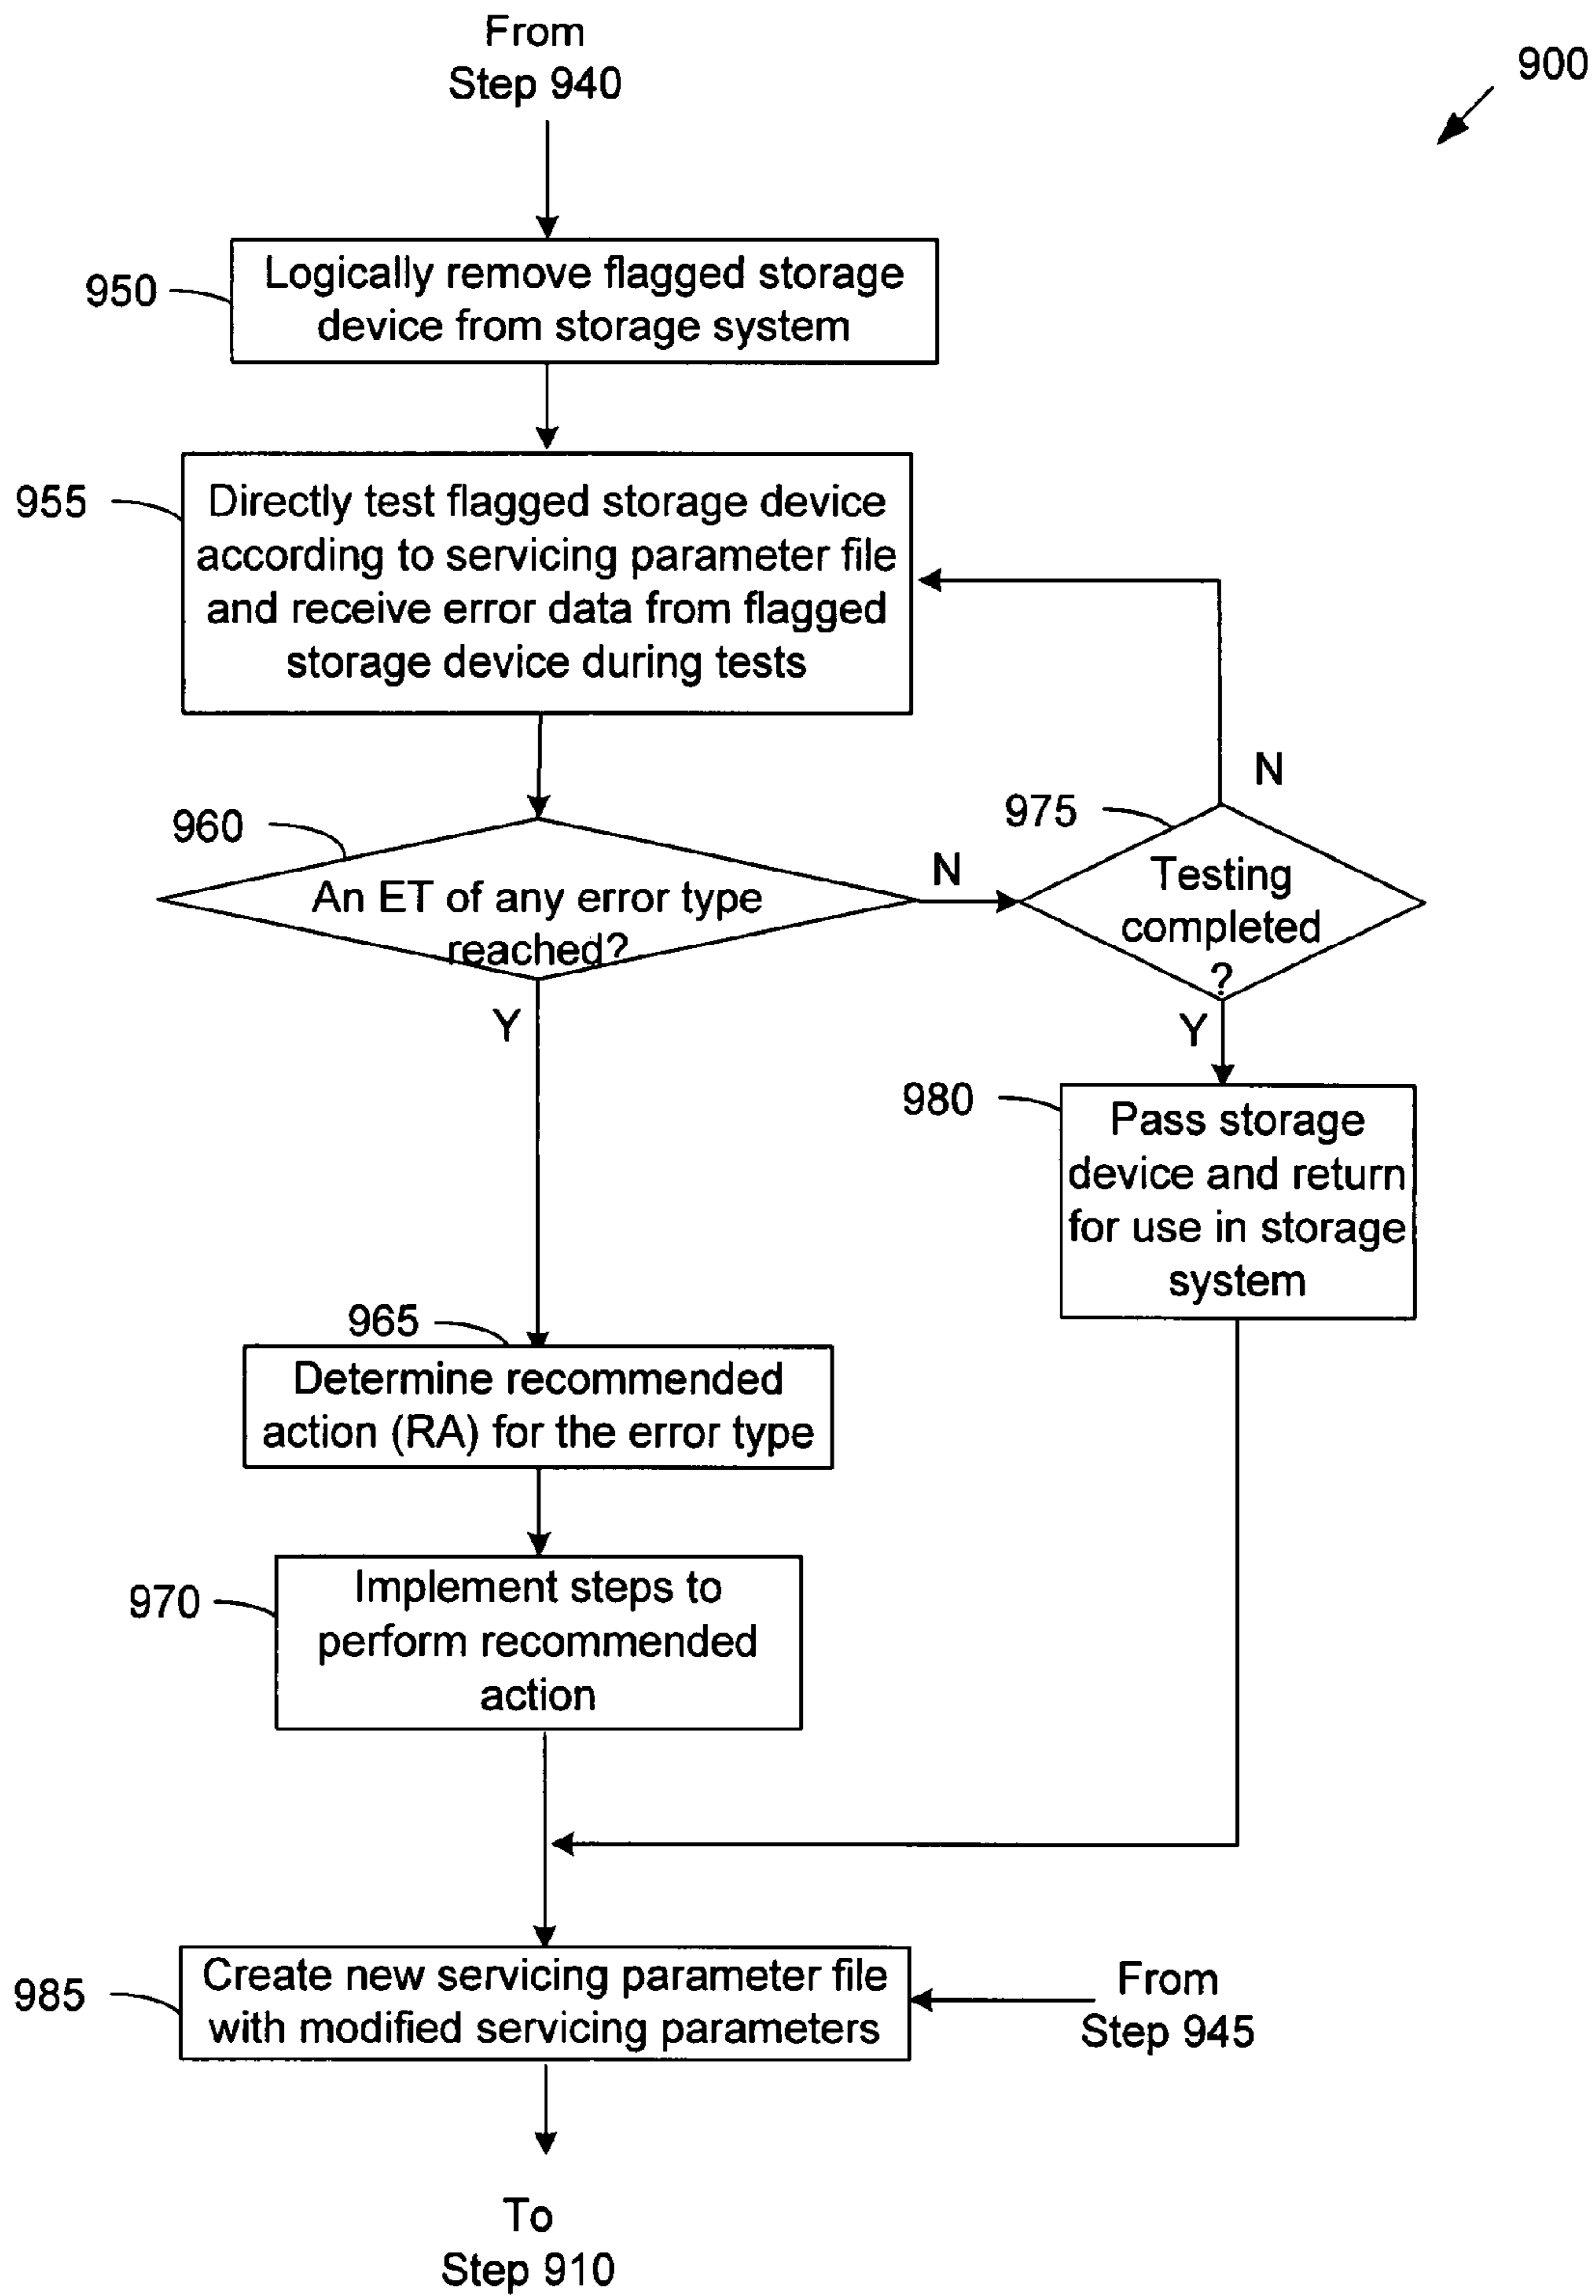 From
Step 940
900
950
Logically remove flagged storage
device from storage system
955
Directly test flagged storage device
according to servicing parameter file
and receive error data from flagged
storage device during tests
N
975
960
An ET of any error type
reached?
N
Testing
completed
?
Y
Y
980
Pass storage
device and return
for use in storage
system
965
Determine recommended
action (RA) for the error type
970
Implement steps to
perform recommended
action
985
Create new servicing parameter file
with modified servicing parameters
From
Step 945
To
Step 910